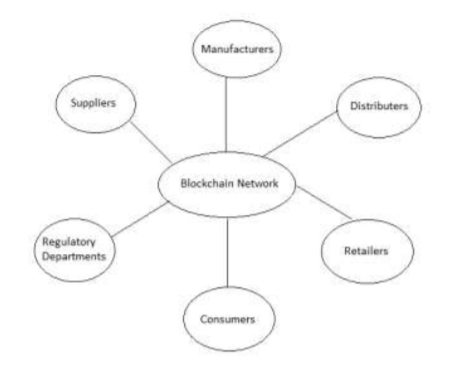 Manufacturers
Suppliers
Distributers
Blockchain Network
Regulatory
Departments
Retailers
Consumers